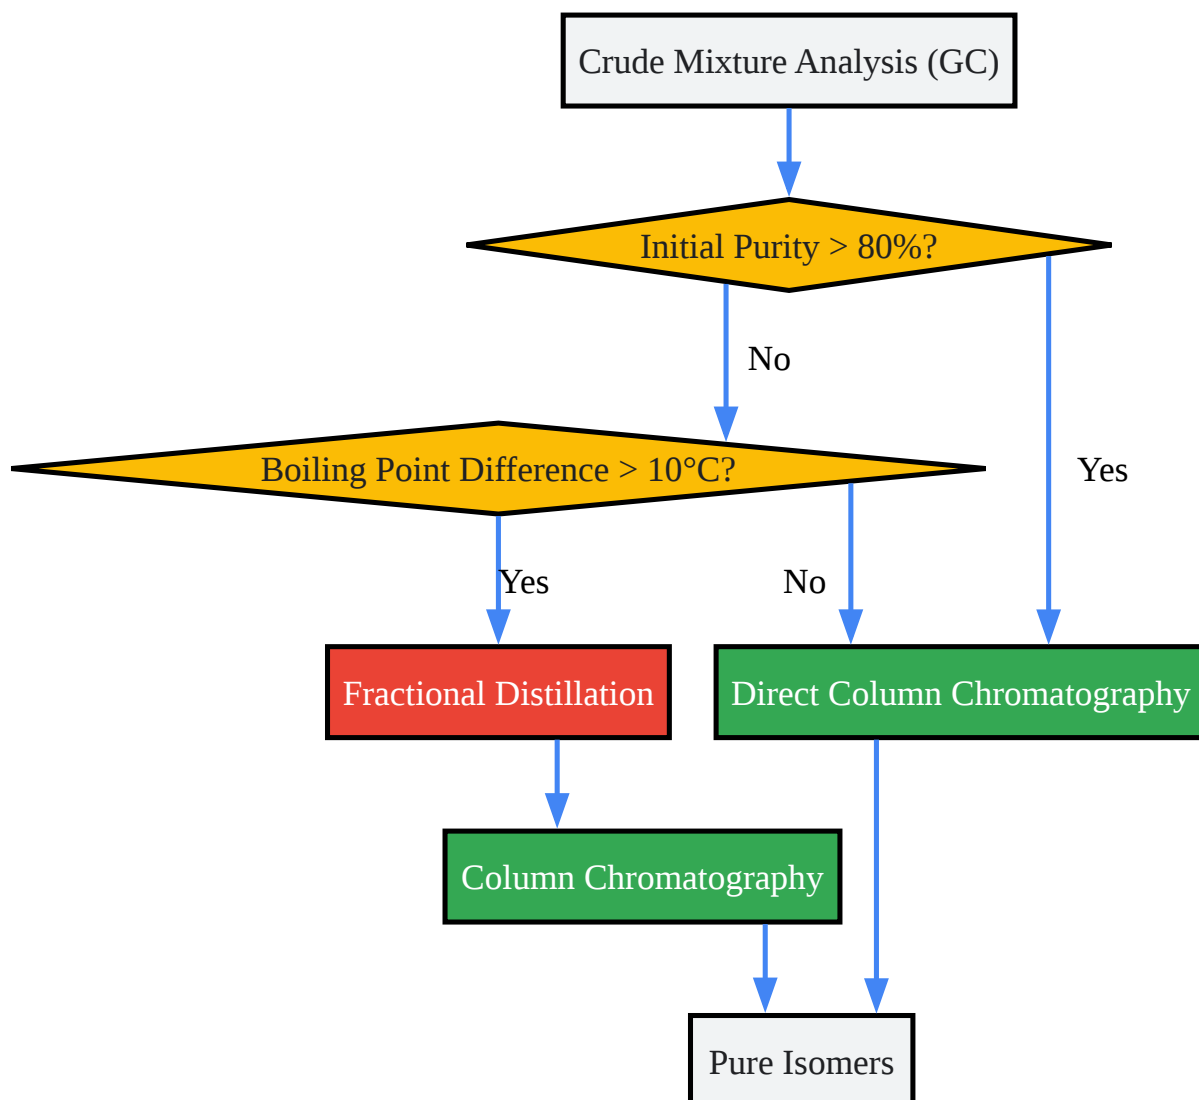 Crude Mixture Analysis (GC)
Initial Purity > 80%?
No
Boiling Point Difference > 10°C?
Yes
Yes
No
Fractional Distillation
Direct Column Chromatography
Column Chromatography
Pure Isomers